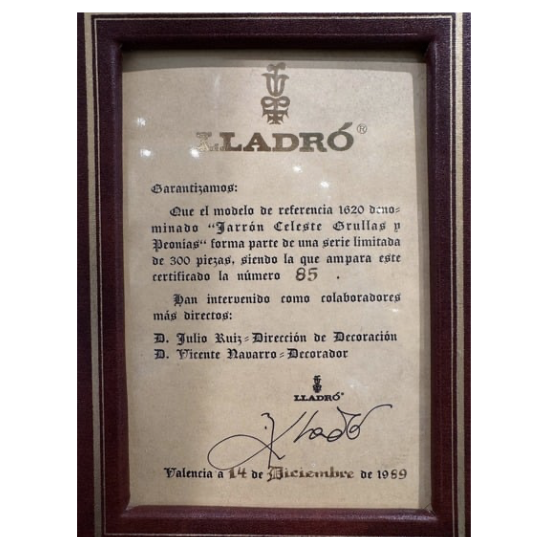 LLADRÓ®
Garantizamos:
Que el modelo de referencia 1620 deno-
minado "Jarrón Celeste Grullas y
Peonías" forma parte de una serie limitada
de 300 piezas, siendo la que ampara este
certificado la número 85 .
Han intervenido como colaboradores
más directos:
D. Julio Ruiz=Dirección de Decoración
D. Vicente Navarro=Decorador
LLADRÓ®
Valencia a 14 de Diciembre de 1989